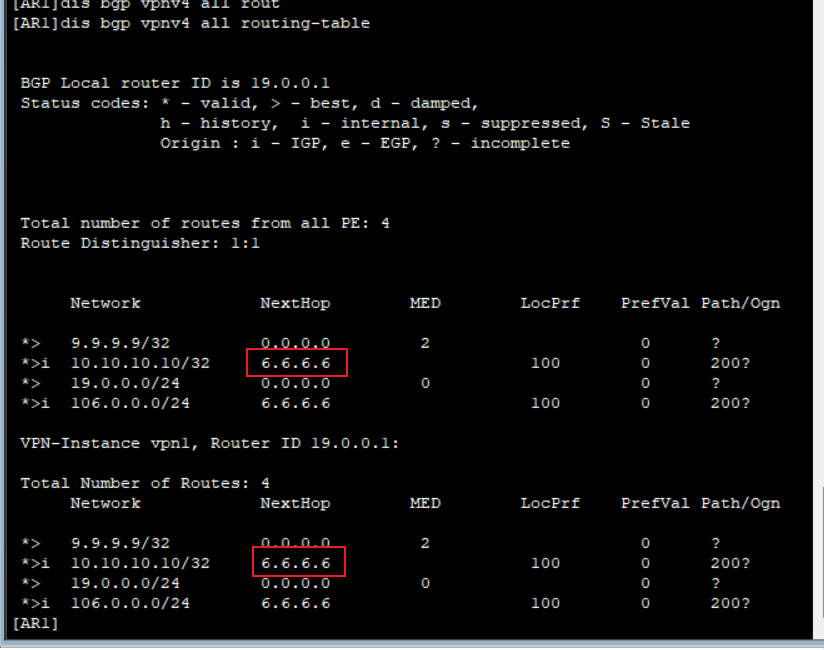 [AR1]dis bgp vpnv4 all rout
[AR1]dis bgp vpnv4 all routing-table
BGP Local router ID is 19.0.0.1
Status codes: * - valid, > - best, d - damped,
h - history,  i - internal, s - suppressed, S - Stale
Origin : i - IGP, e - EGP, ? - incomplete
Total number of routes from all PE: 4
Route Distinguisher: 1:1
Network NextHop MED LocPrf PrefVal Path/Ogn
*> 9.9.9.9/32 0.0.0.0 2 0 ?
*>i 10.10.10.10/32 6.6.6.6 100 0 200?
*> 19.0.0.0/24 0.0.0.0 0 0 ?
*>i 106.0.0.0/24 6.6.6.6 100 0 200?
VPN-Instance vpn1, Router ID 19.0.0.1:
Total Number of Routes: 4
Network NextHop MED LocPrf PrefVal Path/Ogn
*> 9.9.9.9/32 0.0.0.0 2 0 ?
*>i 10.10.10.10/32 6.6.6.6 100 0 200?
*> 19.0.0.0/24 0.0.0.0 0 0 ?
*>i 106.0.0.0/24 6.6.6.6 100 0 200?
[AR1]